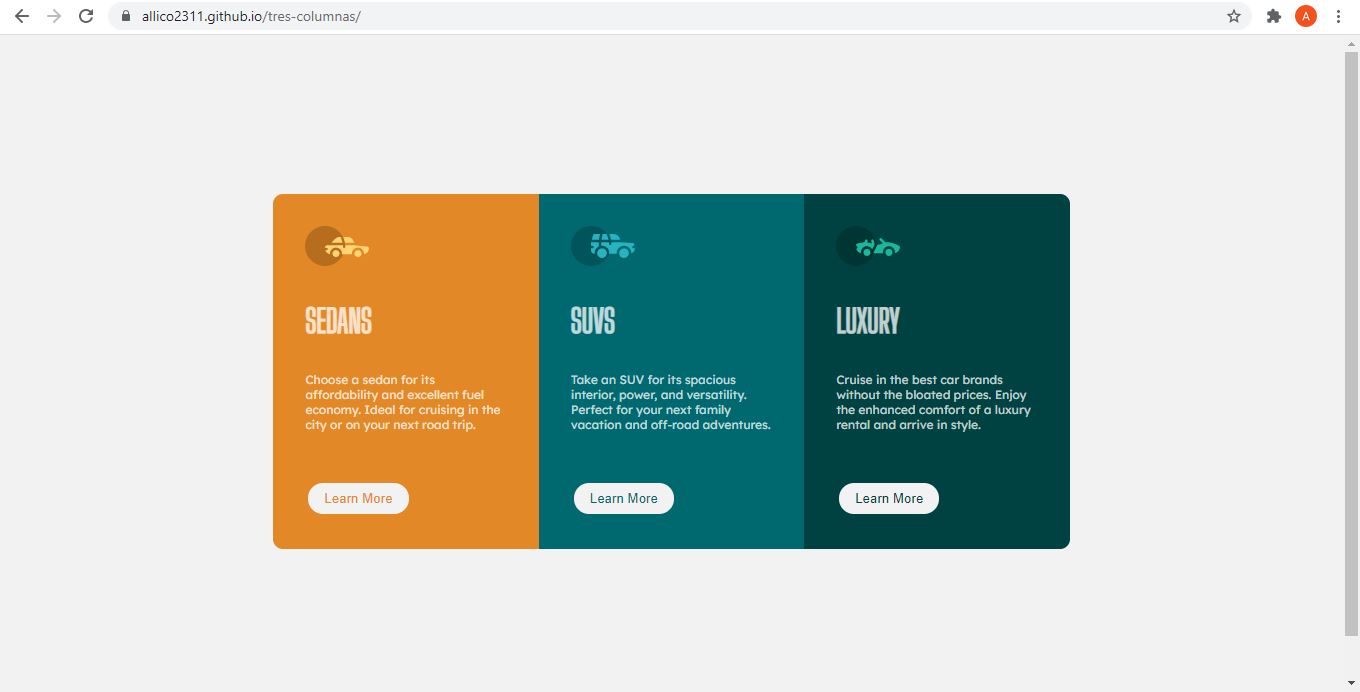 allico2311.github.io/tres-columnas/
A
SEDANS
Choose a sedan for its
affordability and excellent fuel
economy. Ideal for cruising in the
city or on your next road trip.
Learn More
SUVS
Take an SUV for its spacious
interior, power, and versatility.
Perfect for your next family
vacation and off-road adventures.
Learn More
LUXURY
Cruise in the best car brands
without the bloated prices. Enjoy
the enhanced comfort of a luxury
rental and arrive in style.
Learn More